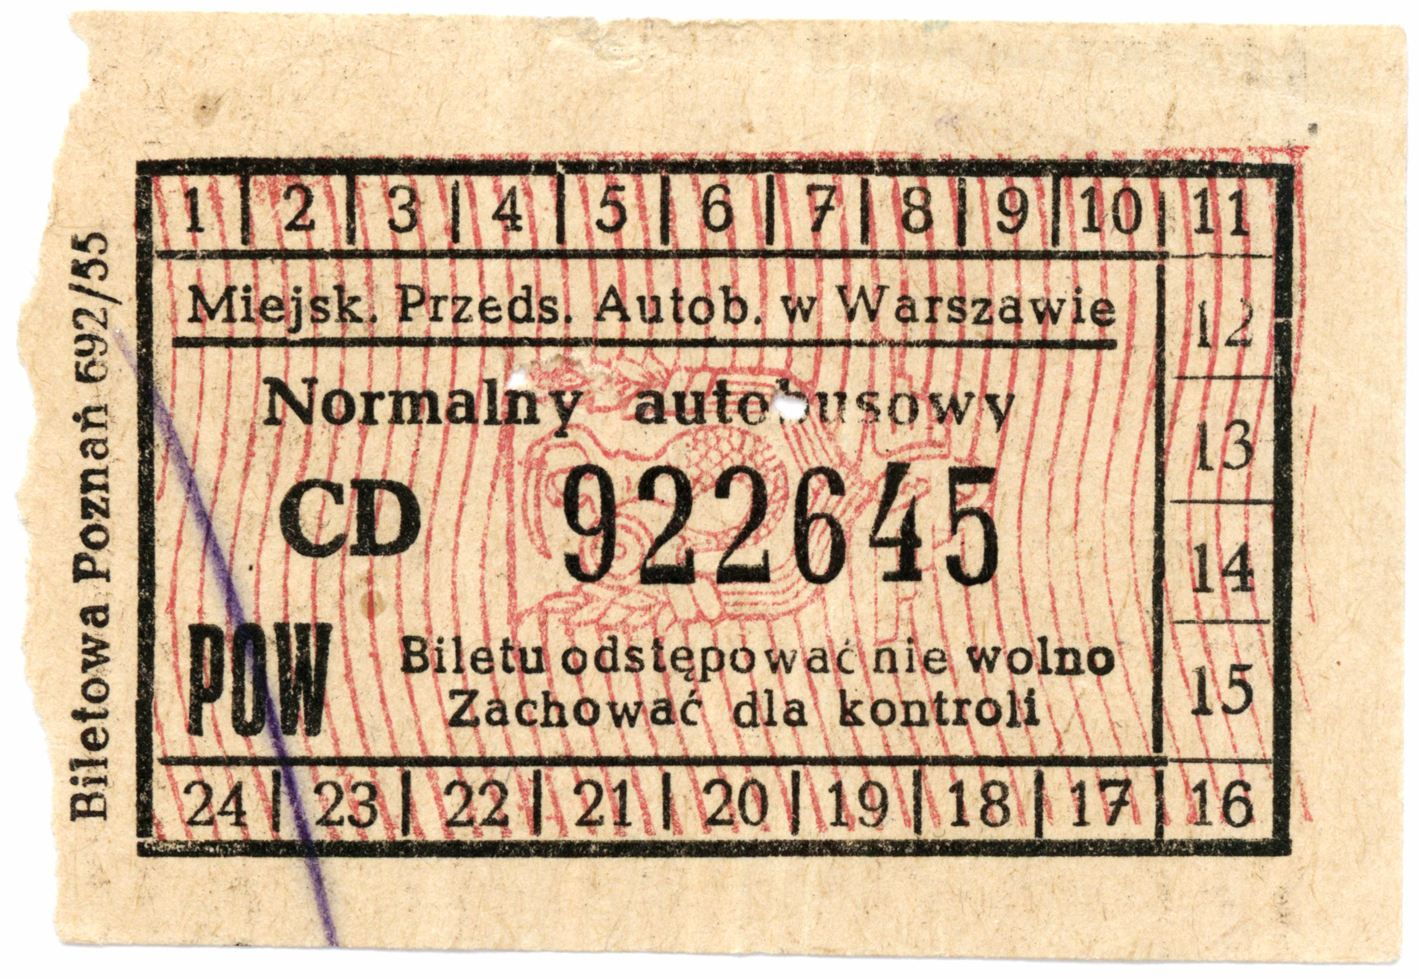 1 2 3 4 5 6 7 8 9 10 11
Miejsk. Przeds. Autob. w Warszawie
12
Normalny autobusowy
13
CD 922645
14
POW
Biletu odstępować nie wolno
Zachować dla kontroli
15
24 23 22 21 20 19 18 17 16
Biletowa Poznań 692/55